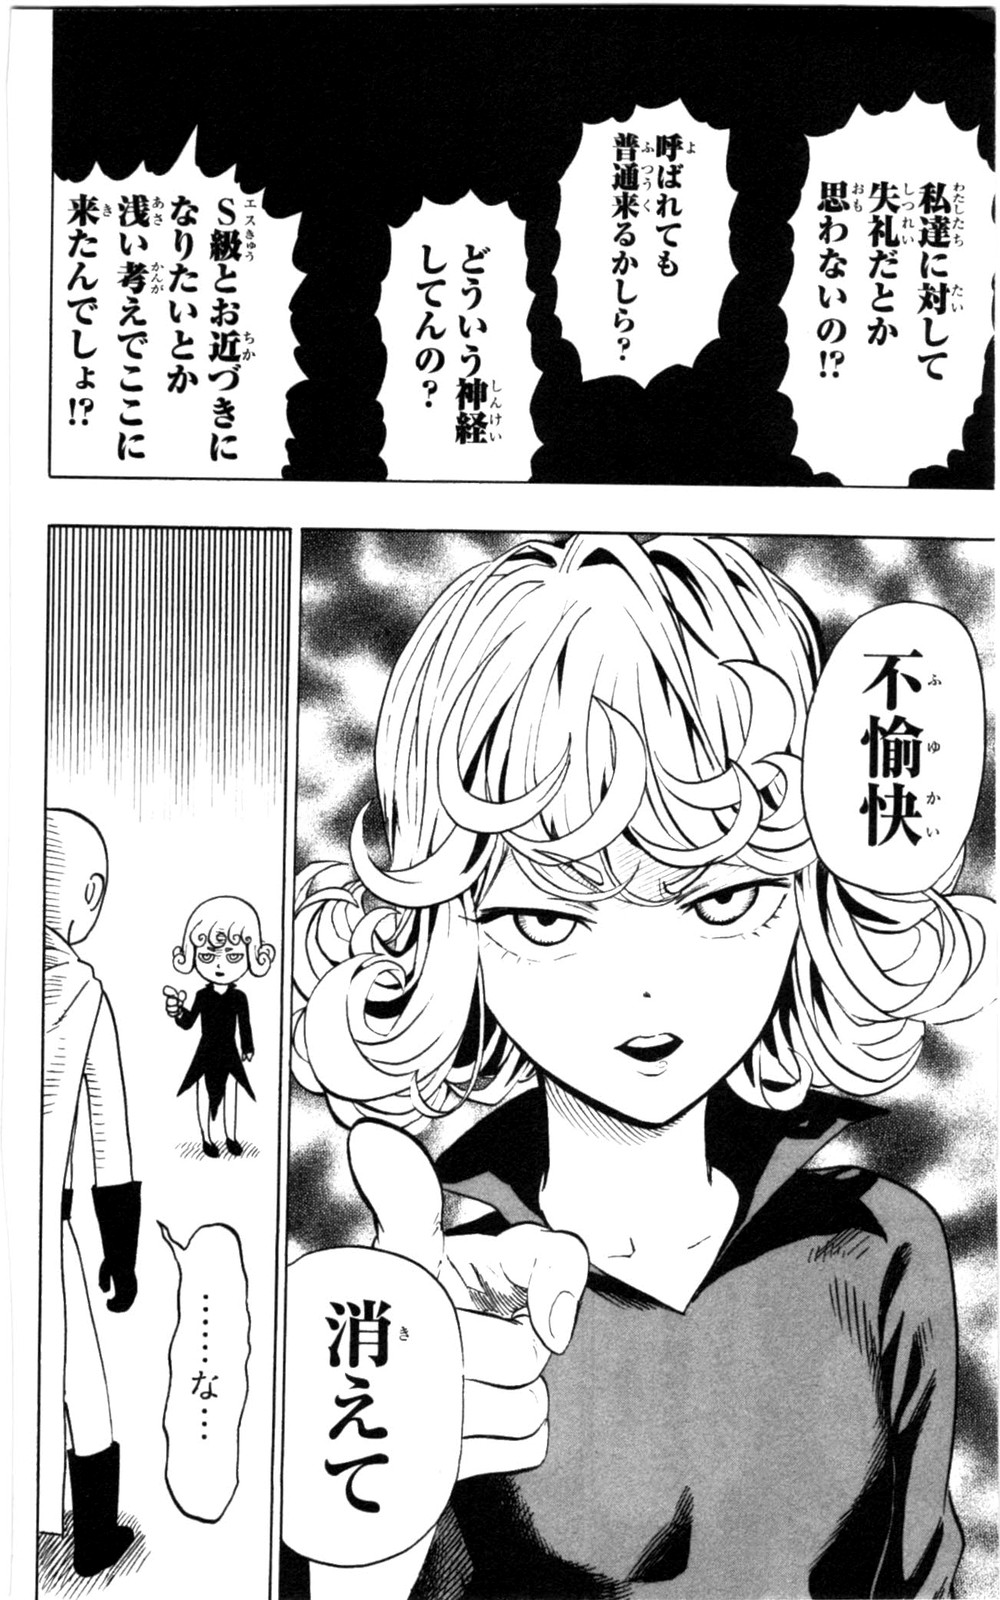 私達に対して
失礼だとか
思わないの!?
呼ばれても
普通来るかしら？
どういう神経
してんの？
S級とお近づきに
なりたいとか
浅い考えでここに
来たんでしょ!?
不愉快
消えて
……な…